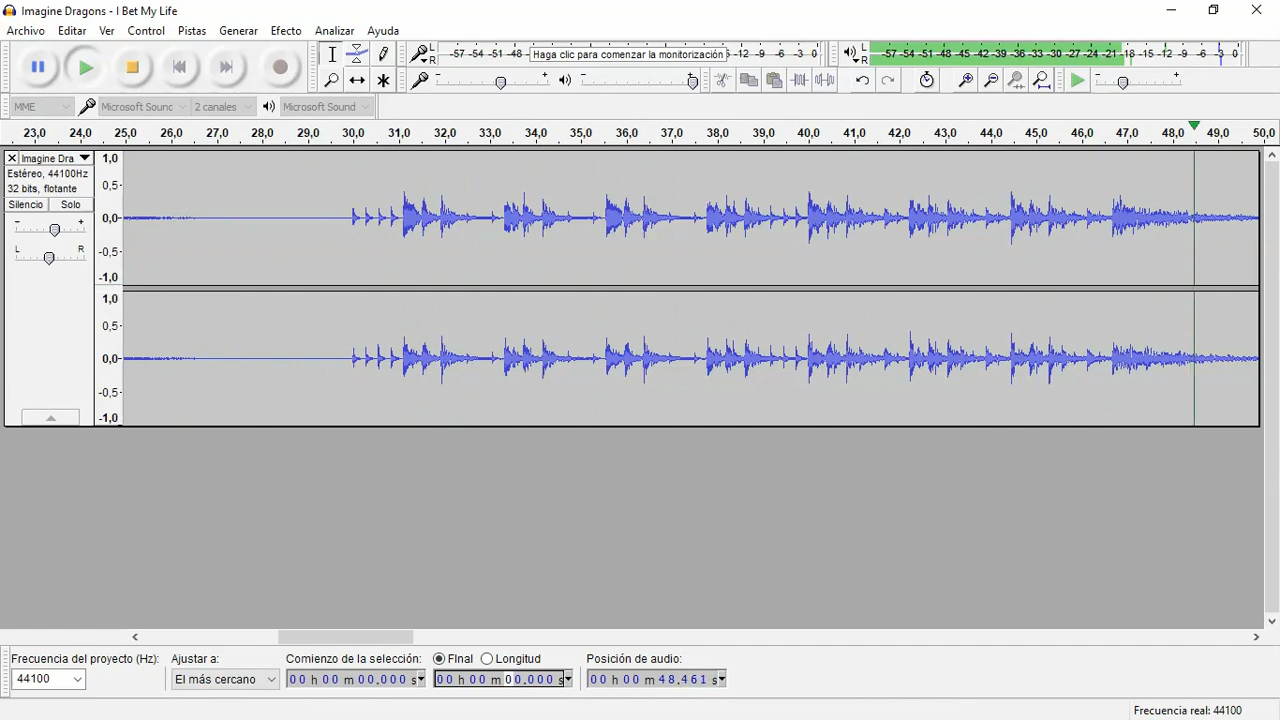 Imagine Dragons - I Bet My Life
Archivo Editar Ver Control Pistas Generar Efecto Analizar Ayuda
L R -57 -54 -51 -48 Haga clic para comenzar la monitorización -12 -9 -6 -3 0
L R -57 -54 -51 -48 -45 -42 -39 -36 -33 -30 -27 -24 -21 -18 -15 -12 -9 -6 -3 0
- + - +
- +
MME Microsoft Sounc 2 canales Microsoft Sound
23,0 24,0 25,0 26,0 27,0 28,0 29,0 30,0 31,0 32,0 33,0 34,0 35,0 36,0 37,0 38,0 39,0 40,0 41,0 42,0 43,0 44,0 45,0 46,0 47,0 48,0 49,0 50,0
Imagine Dra
Estéreo, 44100Hz
32 bits, flotante
Silencio Solo
- +
L R
1,0
0,5-
0,0-
-0,5-
-1,0
1,0
0,5-
0,0-
-0,5-
-1,0
Frecuencia del proyecto (Hz): Ajustar a: Comienzo de la selección: Final Longitud Posición de audio:
44100 El más cercano 00 h 00 m 00.000 s 00 h 00 m 00.000 s 00 h 00 m 48.461 s
Frecuencia real: 44100